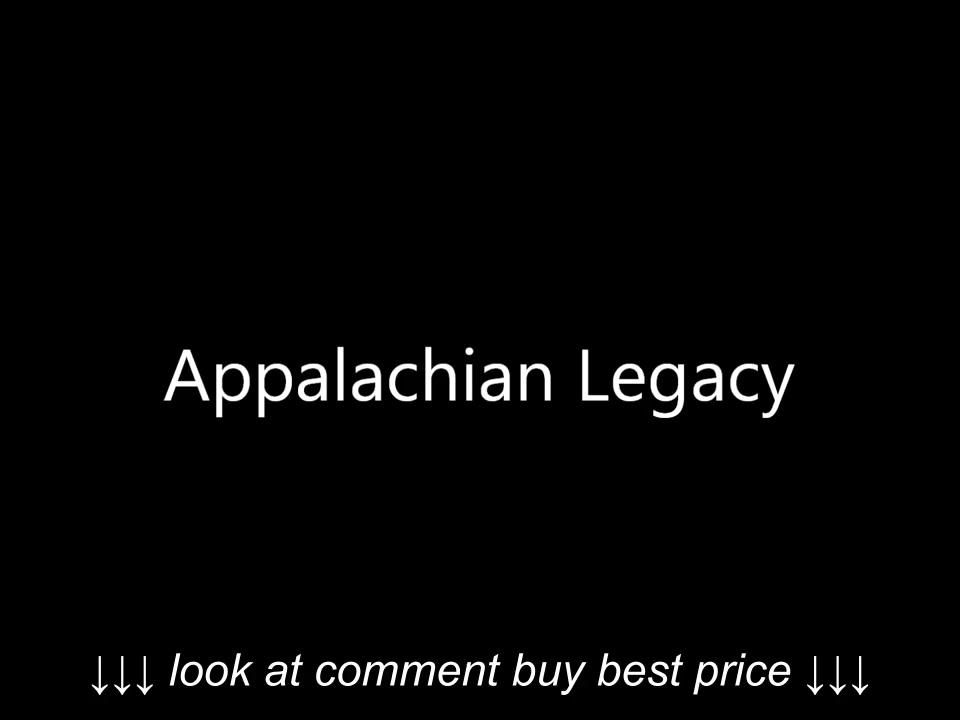 Appalachian Legacy
↓↓↓ look at comment buy best price ↓↓↓